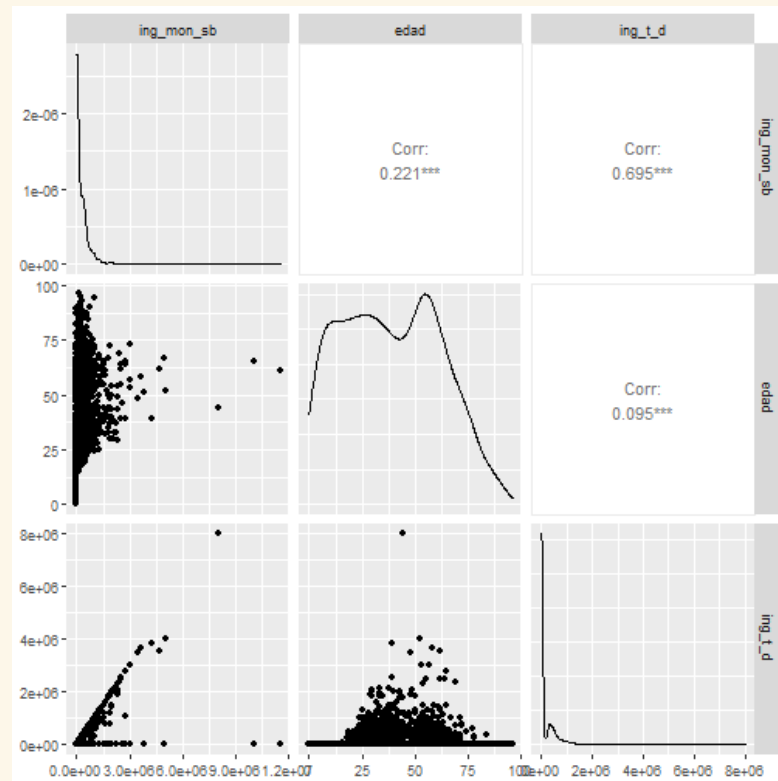 ing_mon_sb
edad
ing_t_d
2e-06
1e-06
0e+00
Corr:
0.221***
Corr:
0.695***
ing_mon_sb
100
75
50
25
0
Corr:
0.095***
edad
8e+06
6e+06
4e+06
2e+06
0e+00
ing_t_d
0.0e+00 3.0e+06 6.0e+06 9.0e+06 1.2e+07
25 50 75
2e+06 4e+06 6e+06 8e+06